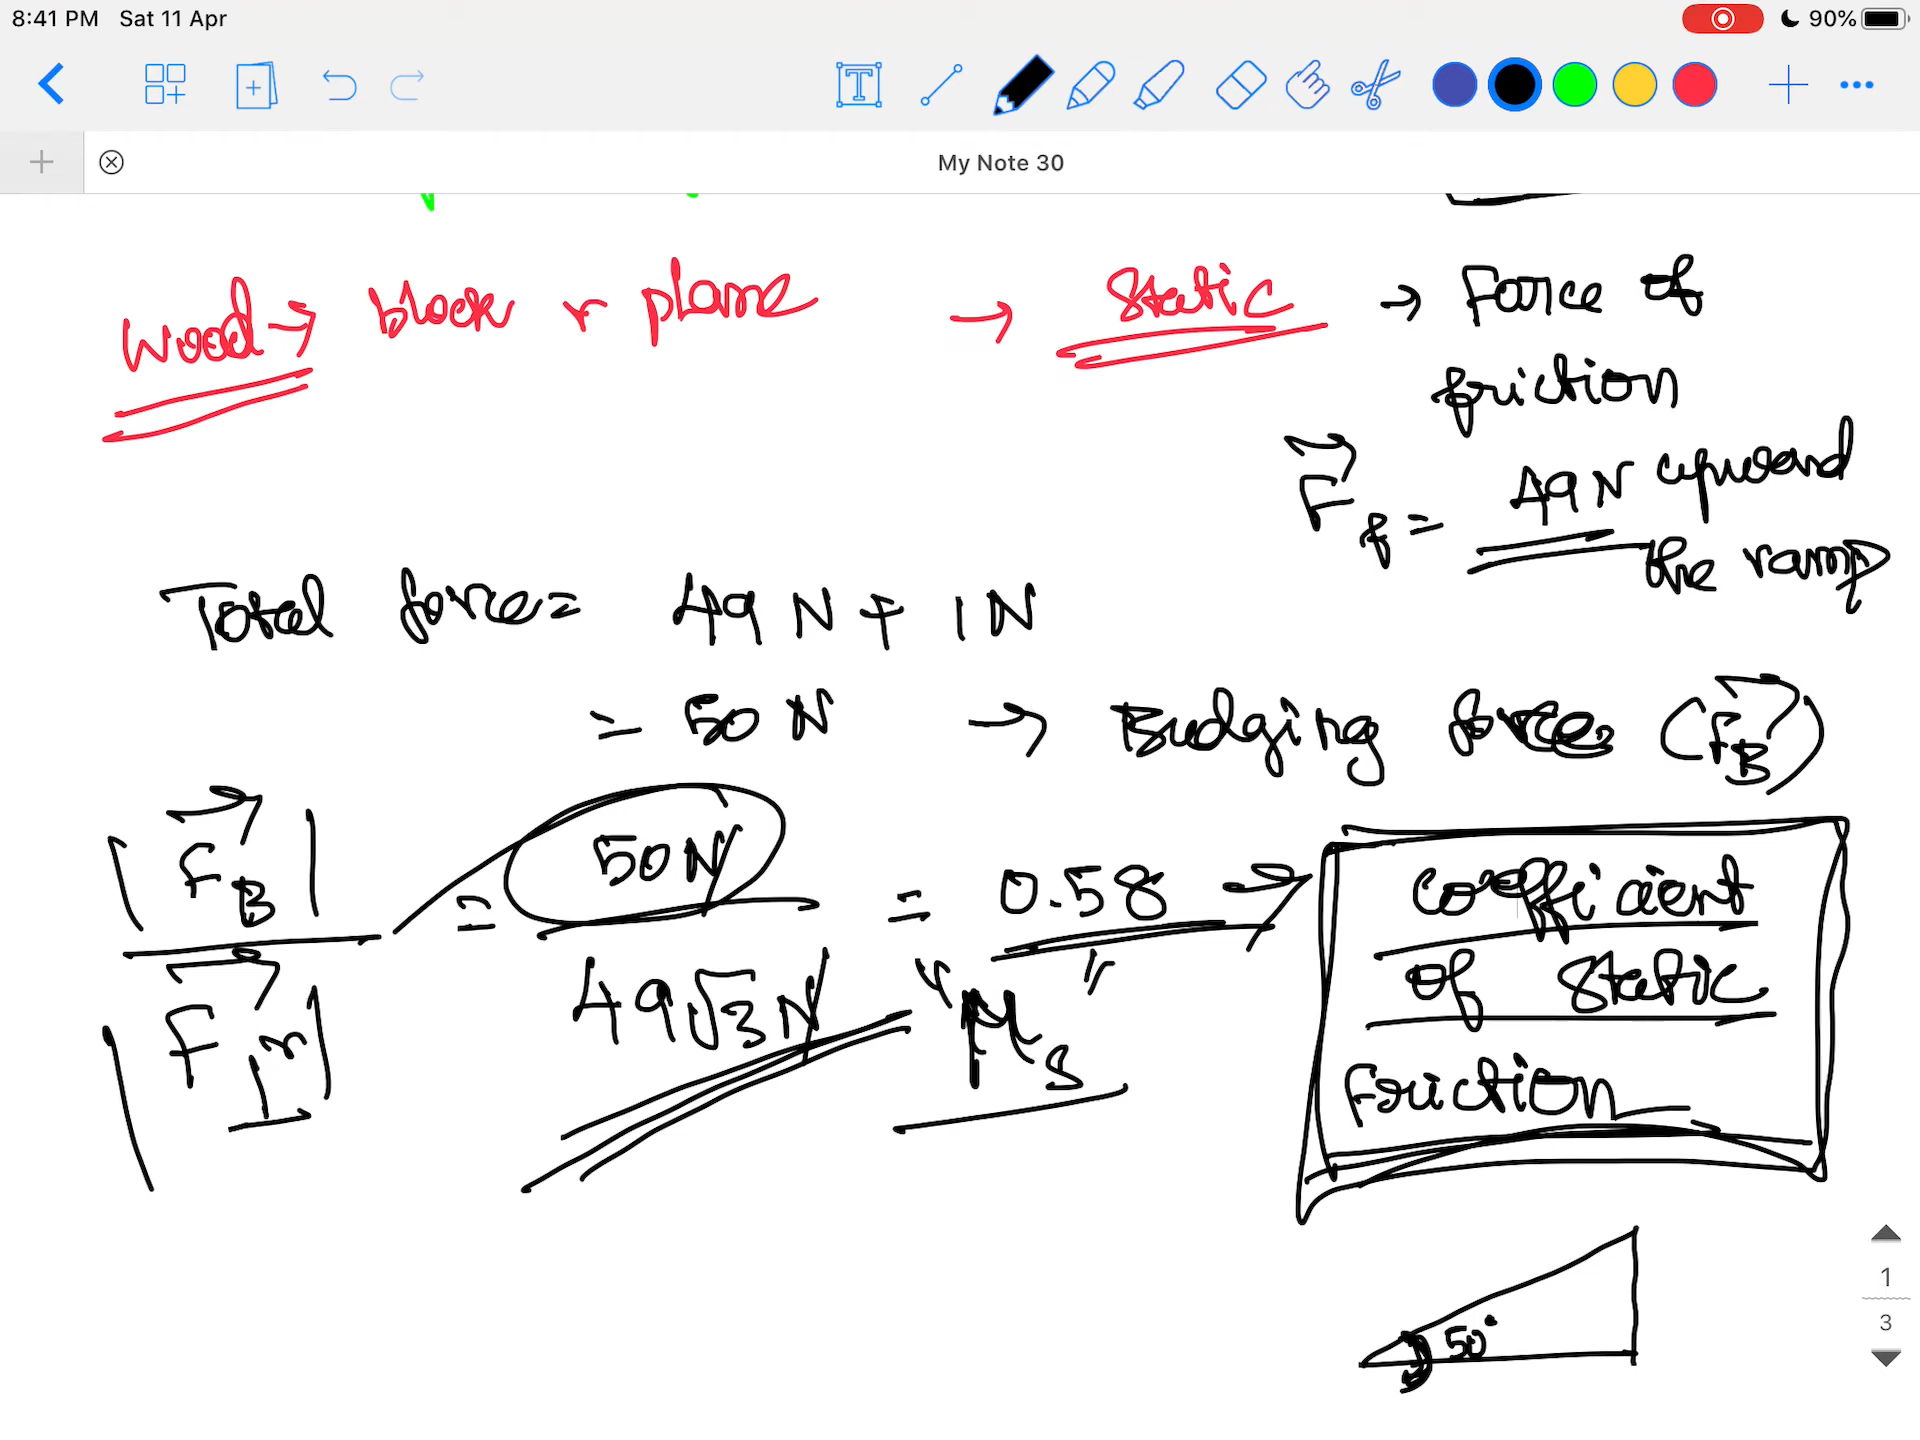 8:41 PM Sat 11 Apr
90%
T
My Note 30
Wood → block r plane → Static → Force of
friction
F f = 49 N upward
the ramp
Total force = 49 N + 1 N
= 50 N → Budging force (F B)
|F B| / |F ⊥r| = 50 N / 49√3 N = 0.58 → coefficient
"μs"
of static
friction
50°
1
3